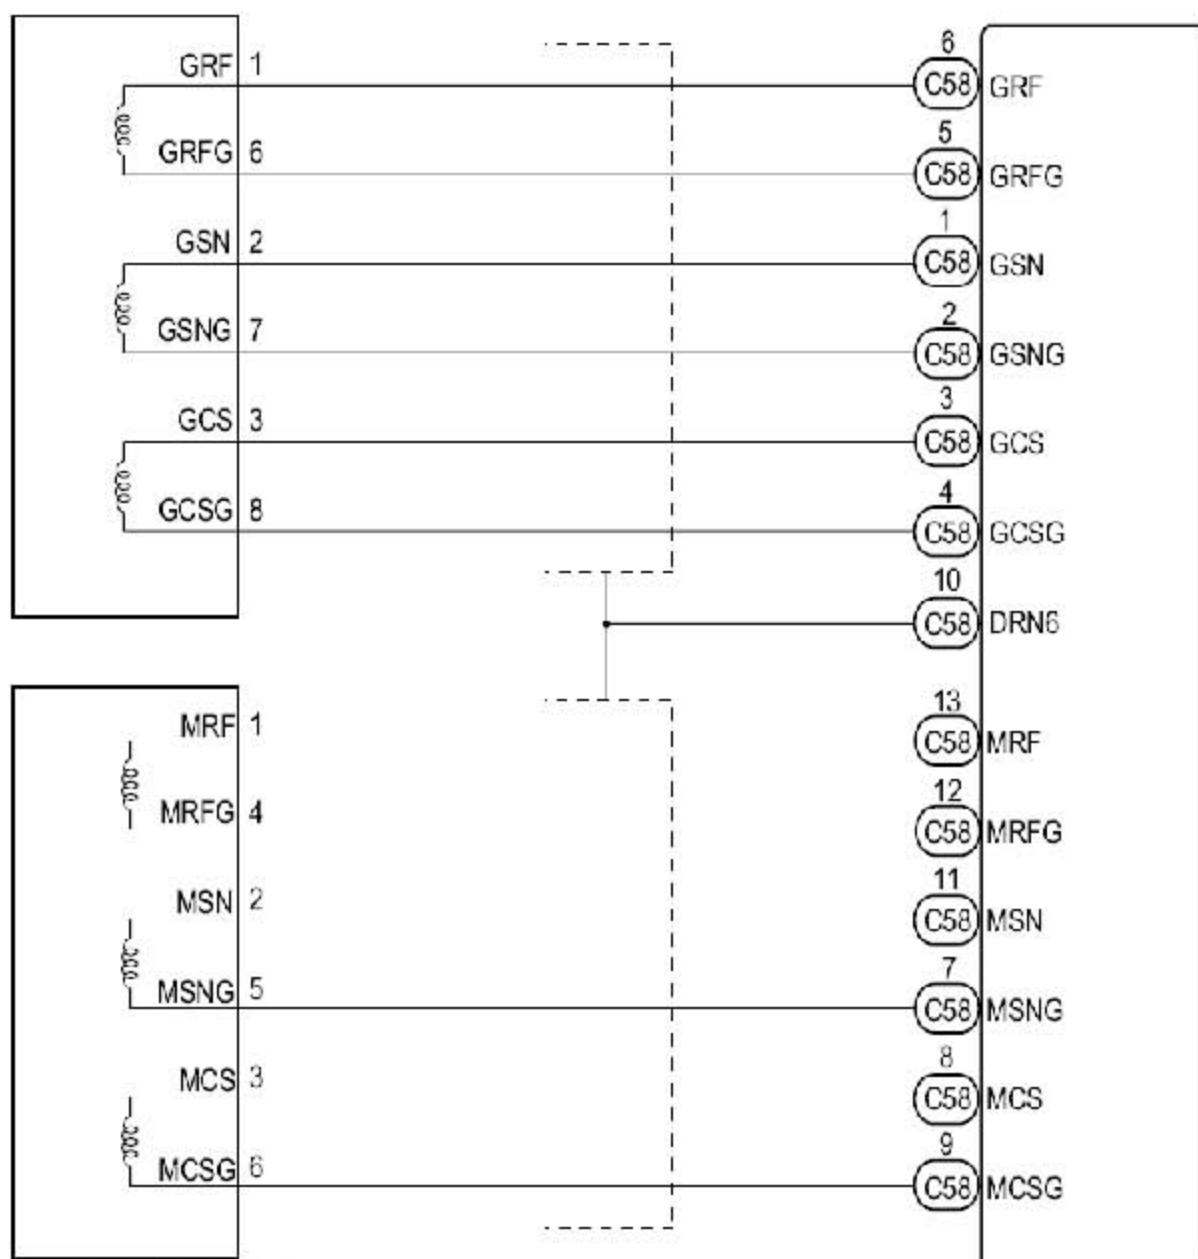 6
GRF 1 C58 GRF
5
GRFG 6 C58 GRFG
1
GSN 2 C58 GSN
2
GSNG 7 C58 GSNG
3
GCS 3 C58 GCS
4
GCSG 8 C58 GCSG
10
C58 DRN6
13
MRF 1 C58 MRF
12
MRFG 4 C58 MRFG
11
MSN 2 C58 MSN
7
MSNG 5 C58 MSNG
8
MCS 3 C58 MCS
9
MCSG 6 C58 MCSG